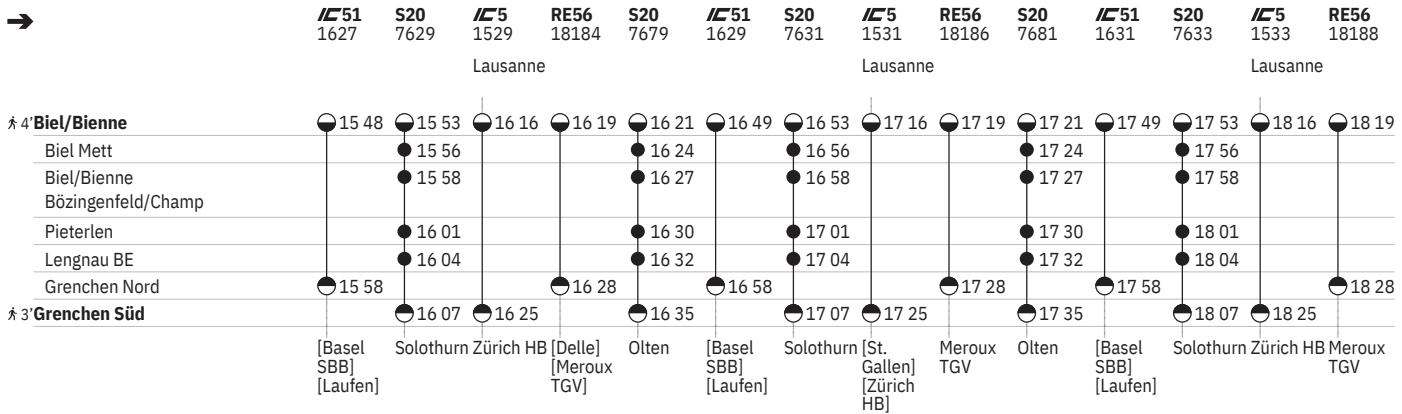 ➔ IC51 S20 IC5 RE56 S20 IC51 S20 IC5 RE56 S20 IC51 S20 IC5 RE56
1627 7629 1529 18184 7679 1629 7631 1531 18186 7681 1631 7633 1533 18188
Lausanne Lausanne Lausanne
4' Biel/Bienne 15 48 15 53 16 16 16 19 16 21 16 49 16 53 17 16 17 19 17 21 17 49 17 53 18 16 18 19
Biel Mett 15 56 16 24 16 56 17 24 17 56
Biel/Bienne 15 58 16 27 16 58 17 27 17 58
Bözingenfeld/Champ
Pieterlen 16 01 16 30 17 01 17 30 18 01
Lengnau BE 16 04 16 32 17 04 17 32 18 04
Grenchen Nord 15 58 16 28 16 58 17 28 17 58 18 28
3' Grenchen Süd 16 07 16 25 16 35 17 07 17 25 17 35 18 07 18 25
[Basel Solothurn Zürich HB [Delle] Olten [Basel Solothurn [St. Meroux Olten [Basel Solothurn Zürich HB Meroux
SBB] [Meroux SBB] Gallen] TGV SBB] TGV
[Laufen] TGV] [Laufen] [Zürich [Laufen]
HB]